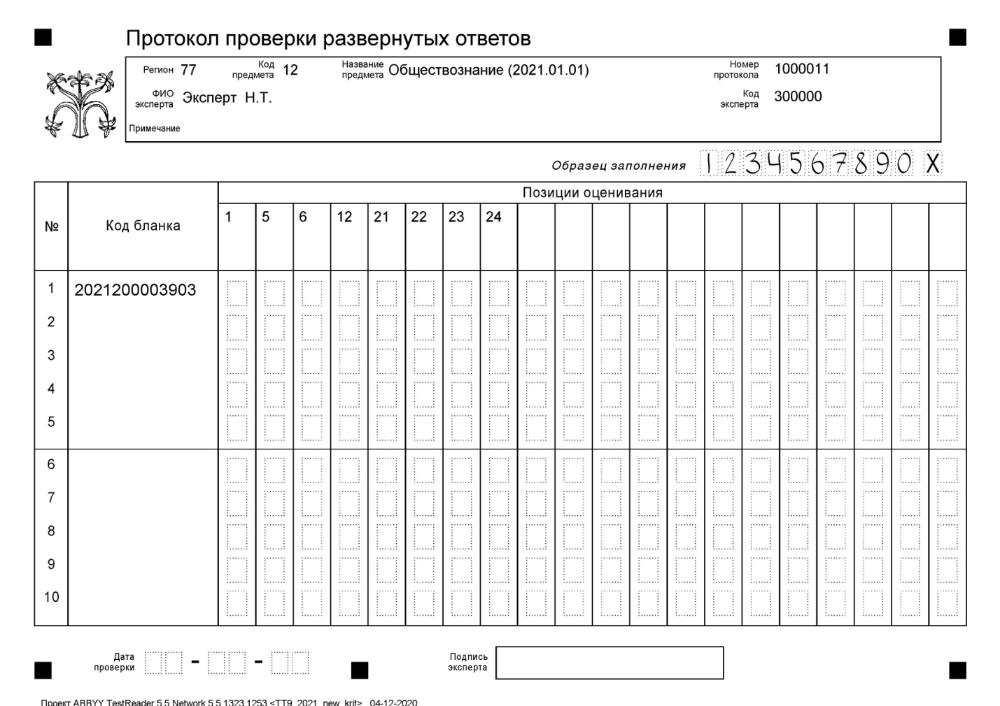 Протокол проверки развернутых ответов
Регион 77 Код предмета 12 Название предмета Обществознание (2021.01.01) Номер протокола 1000011
ФИО эксперта Эксперт Н.Т. Код эксперта 300000
Примечание
Образец заполнения 1 2 3 4 5 6 7 8 9 0 X
Позиции оценивания
№ Код бланка 1 5 6 12 21 22 23 24
1 2021200003903
2
3
4
5
6
7
8
9
10
Дата проверки - - Подпись эксперта
Проект ABBYY TestReader 5.5 Network 5.5.1323.1253 <TT9_2021_new_krit> 04-12-2020